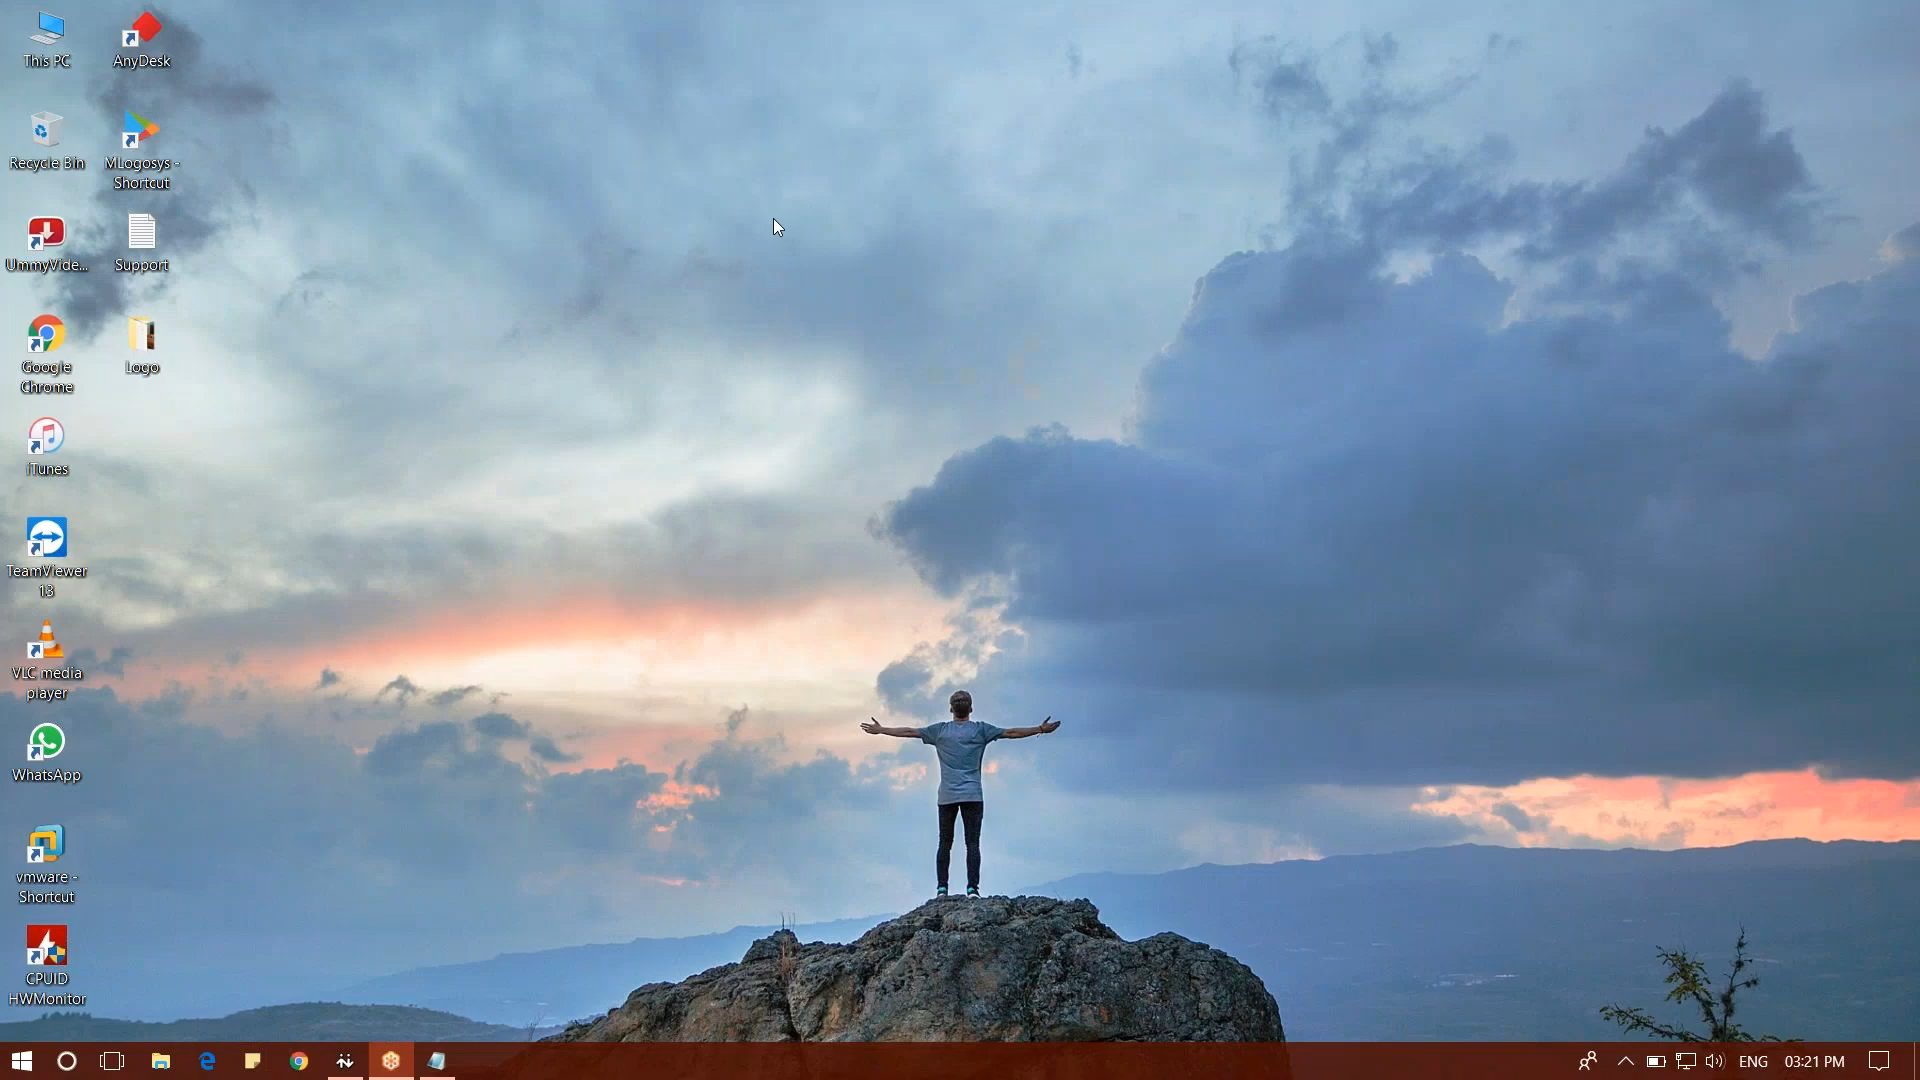 This PC
AnyDesk
Recycle Bin
MLogosys -
Shortcut
UmmyVide...
Support
Google
Chrome
Logo
iTunes
TeamViewer
13
VLC media
player
WhatsApp
vmware -
Shortcut
CPUID
HWMonitor
ENG
03:21 PM